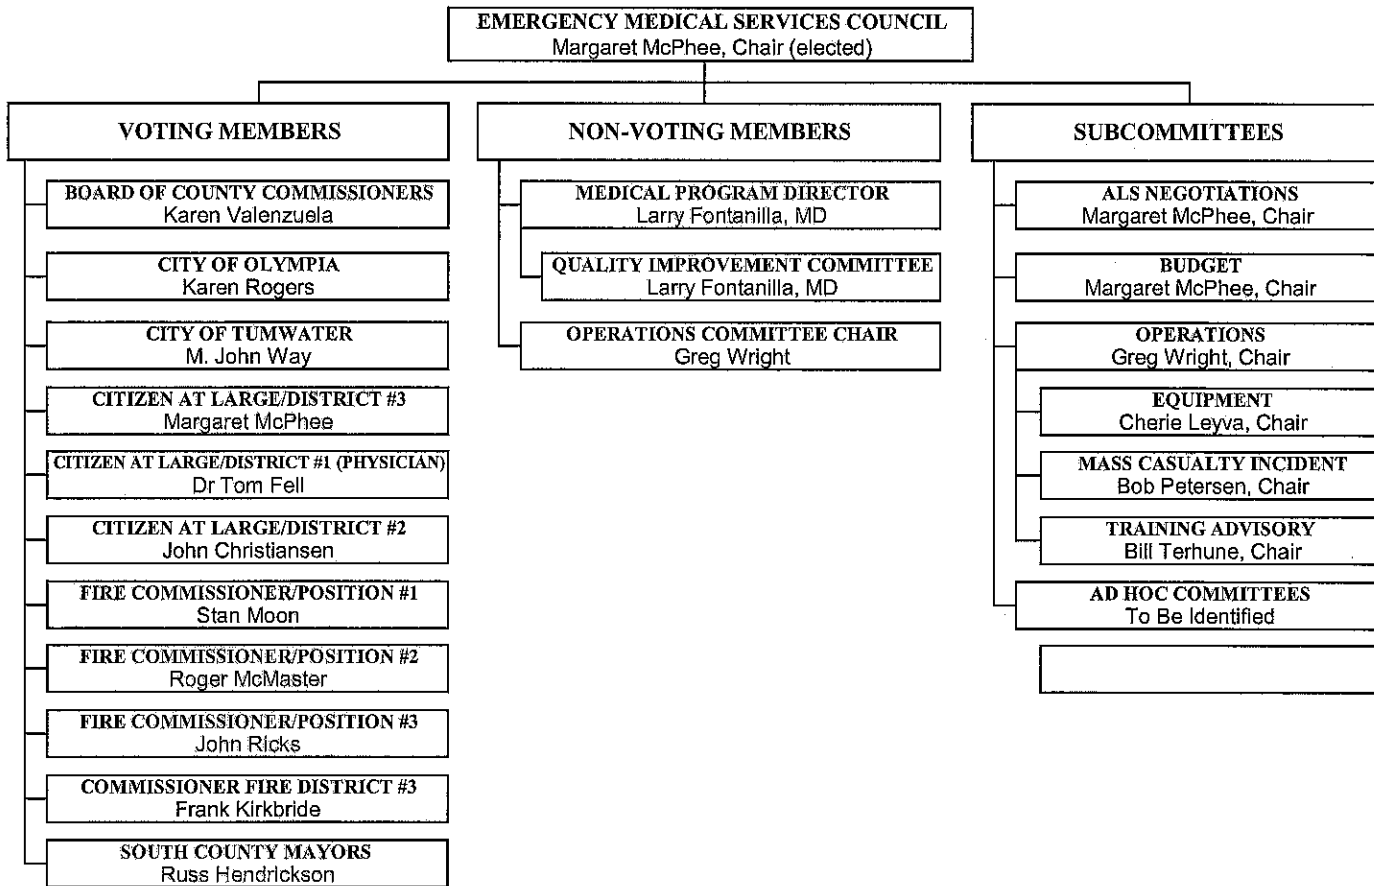 EMERGENCY MEDICAL SERVICES COUNCIL
Margaret McPhee, Chair (elected)
VOTING MEMBERS
BOARD OF COUNTY COMMISSIONERS
Karen Valenzuela
CITY OF OLYMPIA
Karen Rogers
CITY OF TUMWATER
M. John Way
CITIZEN AT LARGE/DISTRICT #3
Margaret McPhee
CITIZEN AT LARGE/DISTRICT #1 (PHYSICIAN)
Dr Tom Fell
CITIZEN AT LARGE/DISTRICT #2
John Christiansen
FIRE COMMISSIONER/POSITION #1
Stan Moon
FIRE COMMISSIONER/POSITION #2
Roger McMaster
FIRE COMMISSIONER/POSITION #3
John Ricks
COMMISSIONER FIRE DISTRICT #3
Frank Kirkbride
SOUTH COUNTY MAYORS
Russ Hendrickson
NON-VOTING MEMBERS
MEDICAL PROGRAM DIRECTOR
Larry Fontanilla, MD
QUALITY IMPROVEMENT COMMITTEE
Larry Fontanilla, MD
OPERATIONS COMMITTEE CHAIR
Greg Wright
SUBCOMMITTEES
ALS NEGOTIATIONS
Margaret McPhee, Chair
BUDGET
Margaret McPhee, Chair
OPERATIONS
Greg Wright, Chair
EQUIPMENT
Cherie Leyva, Chair
MASS CASUALTY INCIDENT
Bob Petersen, Chair
TRAINING ADVISORY
Bill Terhune, Chair
AD HOC COMMITTEES
To Be Identified